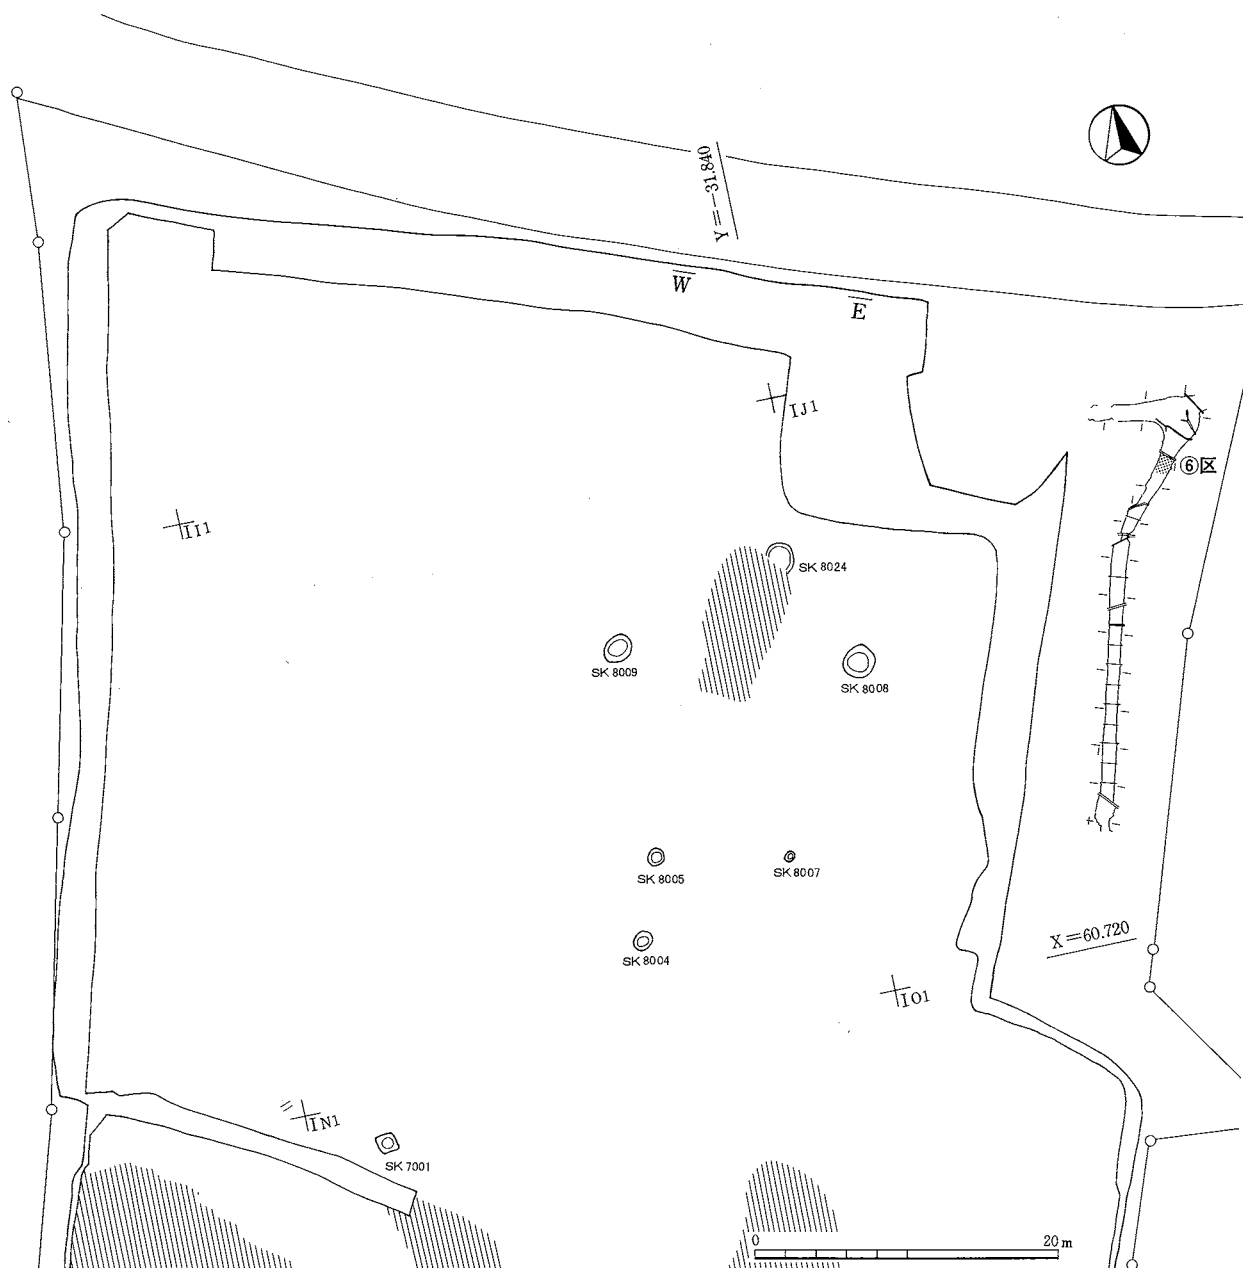 Y=-31.840
W
E
IJ1
⑥区
II1
SK 8024
SK 8009
SK 8008
SK 8005
SK 8007
X=60.720
SK 8004
IO1
IN1
SK 7001
0
20 m